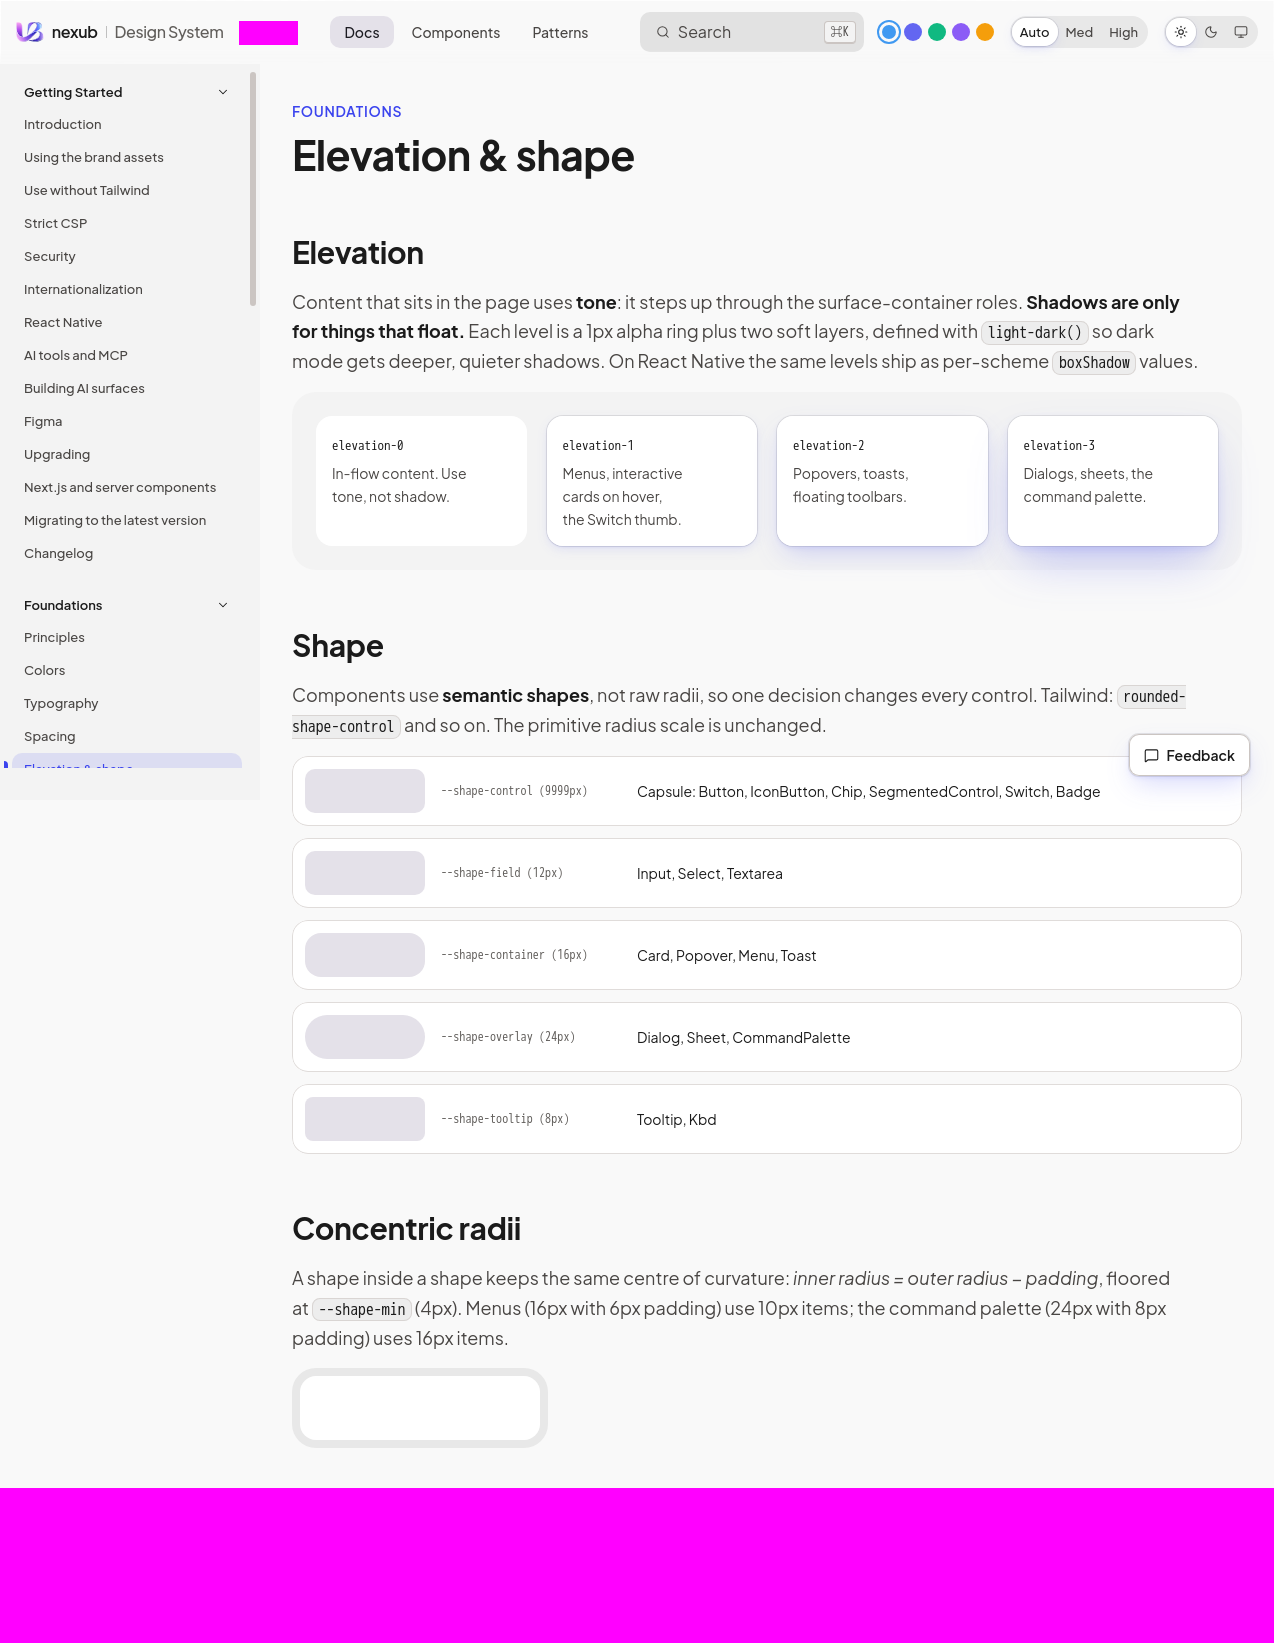 nexub | Design System
Docs
Components
Patterns
Search
⌘K
Auto
Med
High
Getting Started
Introduction
Using the brand assets
Use without Tailwind
Strict CSP
Security
Internationalization
React Native
AI tools and MCP
Building AI surfaces
Figma
Upgrading
Next.js and server components
Migrating to the latest version
Changelog
Foundations
Principles
Colors
Typography
Spacing
Elevation & shape
FOUNDATIONS
Elevation & shape
Elevation
Content that sits in the page uses tone: it steps up through the surface-container roles. Shadows are only
for things that float. Each level is a 1px alpha ring plus two soft layers, defined with light-dark() so dark
mode gets deeper, quieter shadows. On React Native the same levels ship as per-scheme boxShadow values.
elevation-0
In-flow content. Use
tone, not shadow.
elevation-1
Menus, interactive
cards on hover,
the Switch thumb.
elevation-2
Popovers, toasts,
floating toolbars.
elevation-3
Dialogs, sheets, the
command palette.
Shape
Components use semantic shapes, not raw radii, so one decision changes every control. Tailwind: rounded-
shape-control and so on. The primitive radius scale is unchanged.
Feedback
--shape-control (9999px)
Capsule: Button, IconButton, Chip, SegmentedControl, Switch, Badge
--shape-field (12px)
Input, Select, Textarea
--shape-container (16px)
Card, Popover, Menu, Toast
--shape-overlay (24px)
Dialog, Sheet, CommandPalette
--shape-tooltip (8px)
Tooltip, Kbd
Concentric radii
A shape inside a shape keeps the same centre of curvature: inner radius = outer radius − padding, floored
at --shape-min (4px). Menus (16px with 6px padding) use 10px items; the command palette (24px with 8px
padding) uses 16px items.